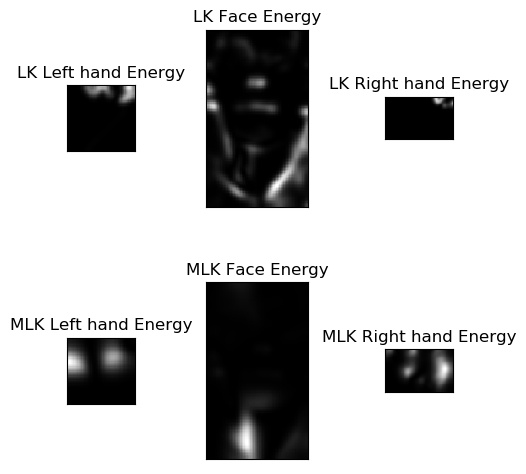 LK Face Energy
LK Left hand Energy
LK Right hand Energy
MLK Face Energy
MLK Left hand Energy
MLK Right hand Energy